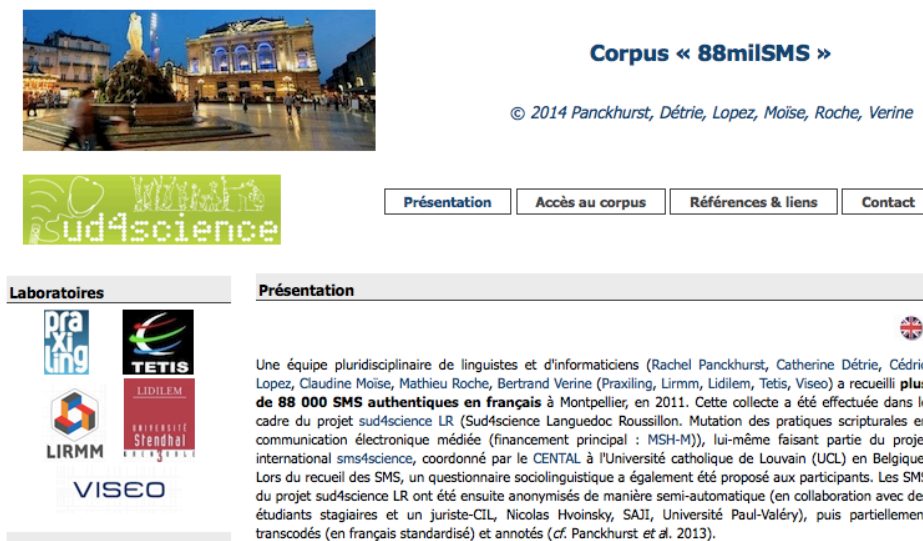 Corpus « 88milSMS »
© 2014 Panckhurst, Détrie, Lopez, Moïse, Roche, Verine
sud4science
Présentation
Accès au corpus
Références & liens
Contact
Laboratoires
praxiling
TETIS
LIRMM
LIDILEM
UNIVERSITÉ
Stendhal
GRENOBLE
VISEO
Présentation
Une équipe pluridisciplinaire de linguistes et d'informaticiens (Rachel Panckhurst, Catherine Détrie, Cédri
Lopez, Claudine Moïse, Mathieu Roche, Bertrand Verine (Praxiling, Lirmm, Lidilem, Tetis, Viseo) a recueilli plus
de 88 000 SMS authentiques en français à Montpellier, en 2011. Cette collecte a été effectuée dans l
cadre du projet sud4science LR (Sud4science Languedoc Roussillon. Mutation des pratiques scripturales en
communication électronique médiée (financement principal : MSH-M)), lui-même faisant partie du proje
international sms4science, coordonné par le CENTAL à l'Université catholique de Louvain (UCL) en Belgique
Lors du recueil des SMS, un questionnaire sociolinguistique a également été proposé aux participants. Les SMS
du projet sud4science LR ont été ensuite anonymisés de manière semi-automatique (en collaboration avec de
étudiants stagiaires et un juriste-CIL, Nicolas Hvoinsky, SAJI, Université Paul-Valéry), puis partiellemen
transcodés (en français standardisé) et annotés (cf. Panckhurst et al. 2013).